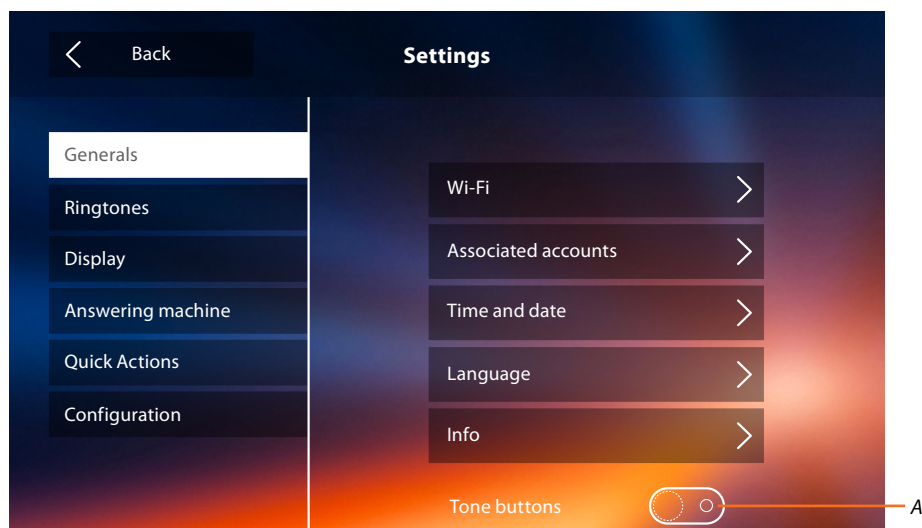 Back
Settings
Generals
Ringtones
Display
Answering machine
Quick Actions
Configuration
Wi-Fi
Associated accounts
Time and date
Language
Info
Tone buttons
A